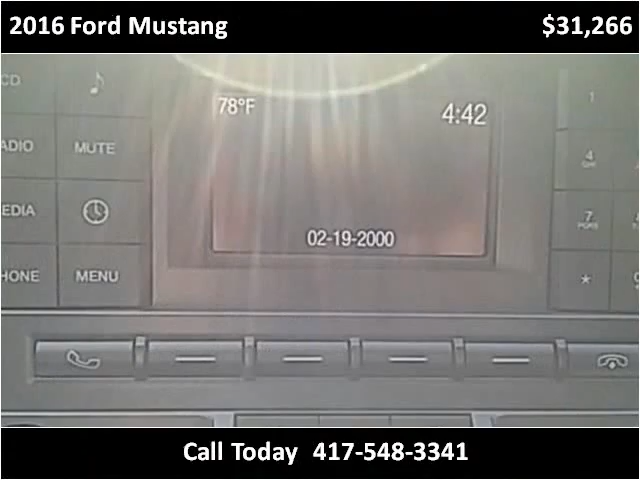 2016 Ford Mustang
$31,266
CD
78°F
4:42
1
ADIO
MUTE
4
EDIA
7
PQRS
02-19-2000
HONE
MENU
*
Call Today 417-548-3341